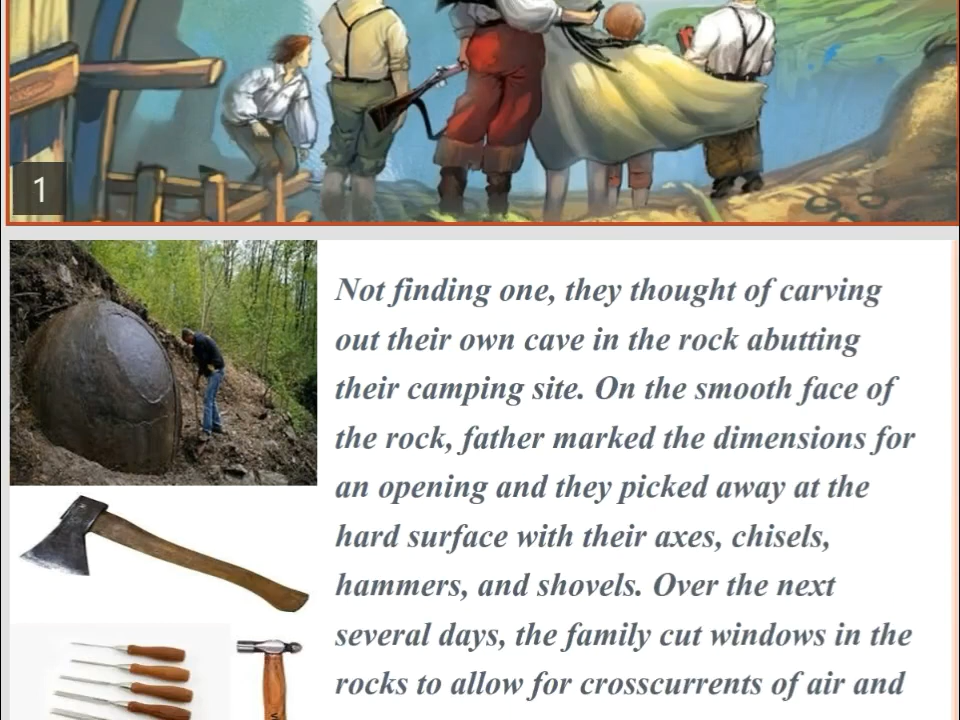 1
Not finding one, they thought of carving
out their own cave in the rock abutting
their camping site. On the smooth face of
the rock, father marked the dimensions for
an opening and they picked away at the
hard surface with their axes, chisels,
hammers, and shovels. Over the next
several days, the family cut windows in the
rocks to allow for crosscurrents of air and